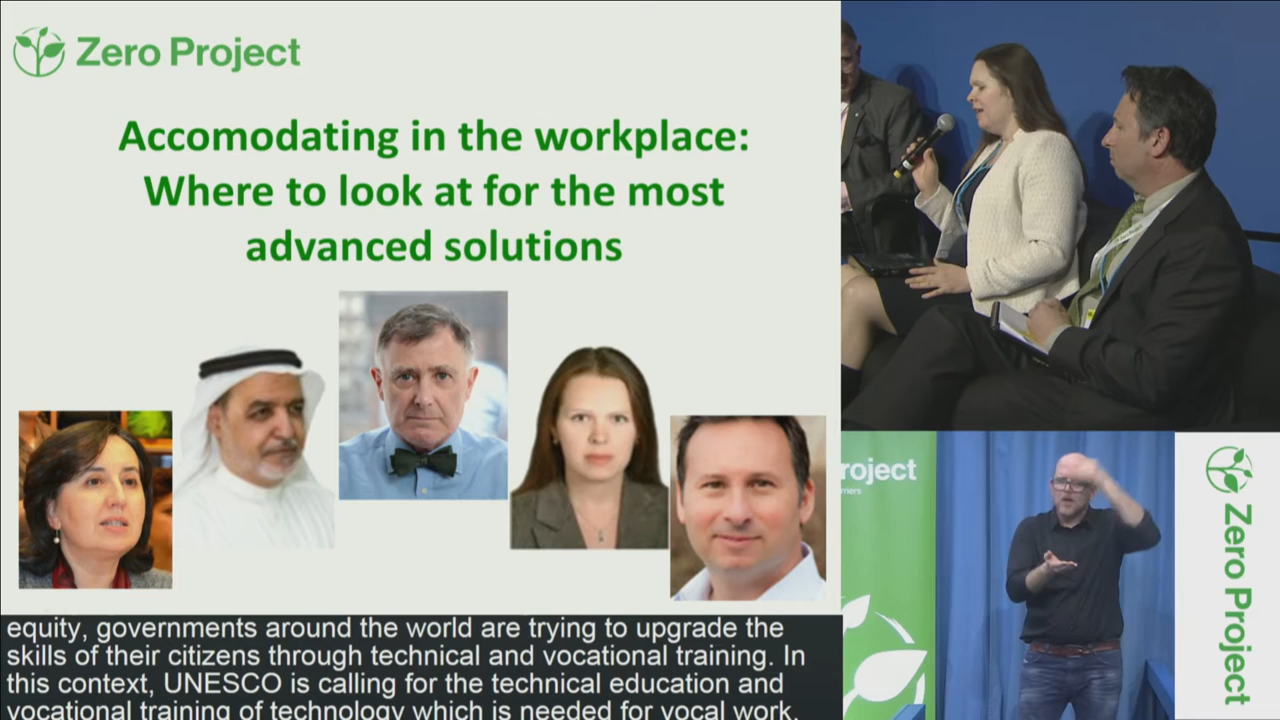 Zero Project
Accomodating in the workplace:
Where to look at for the most
advanced solutions
equity, governments around the world are trying to upgrade the
skills of their citizens through technical and vocational training. In
this context, UNESCO is calling for the technical education and
vocational training of technology which is needed for vocal work.
roject
rriers
Zero Project